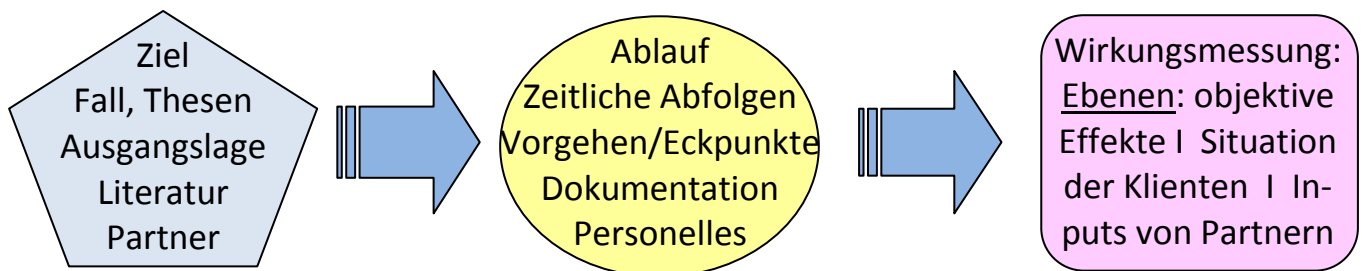 Ziel
Fall, Thesen
Ausgangslage
Literatur
Partner
Ablauf
Zeitliche Abfolgen
Vorgehen/Eckpunkte
Dokumentation
Personelles
Wirkungsmessung:
Ebenen: objektive
Effekte I Situation
der Klienten I In-
puts von Partnern